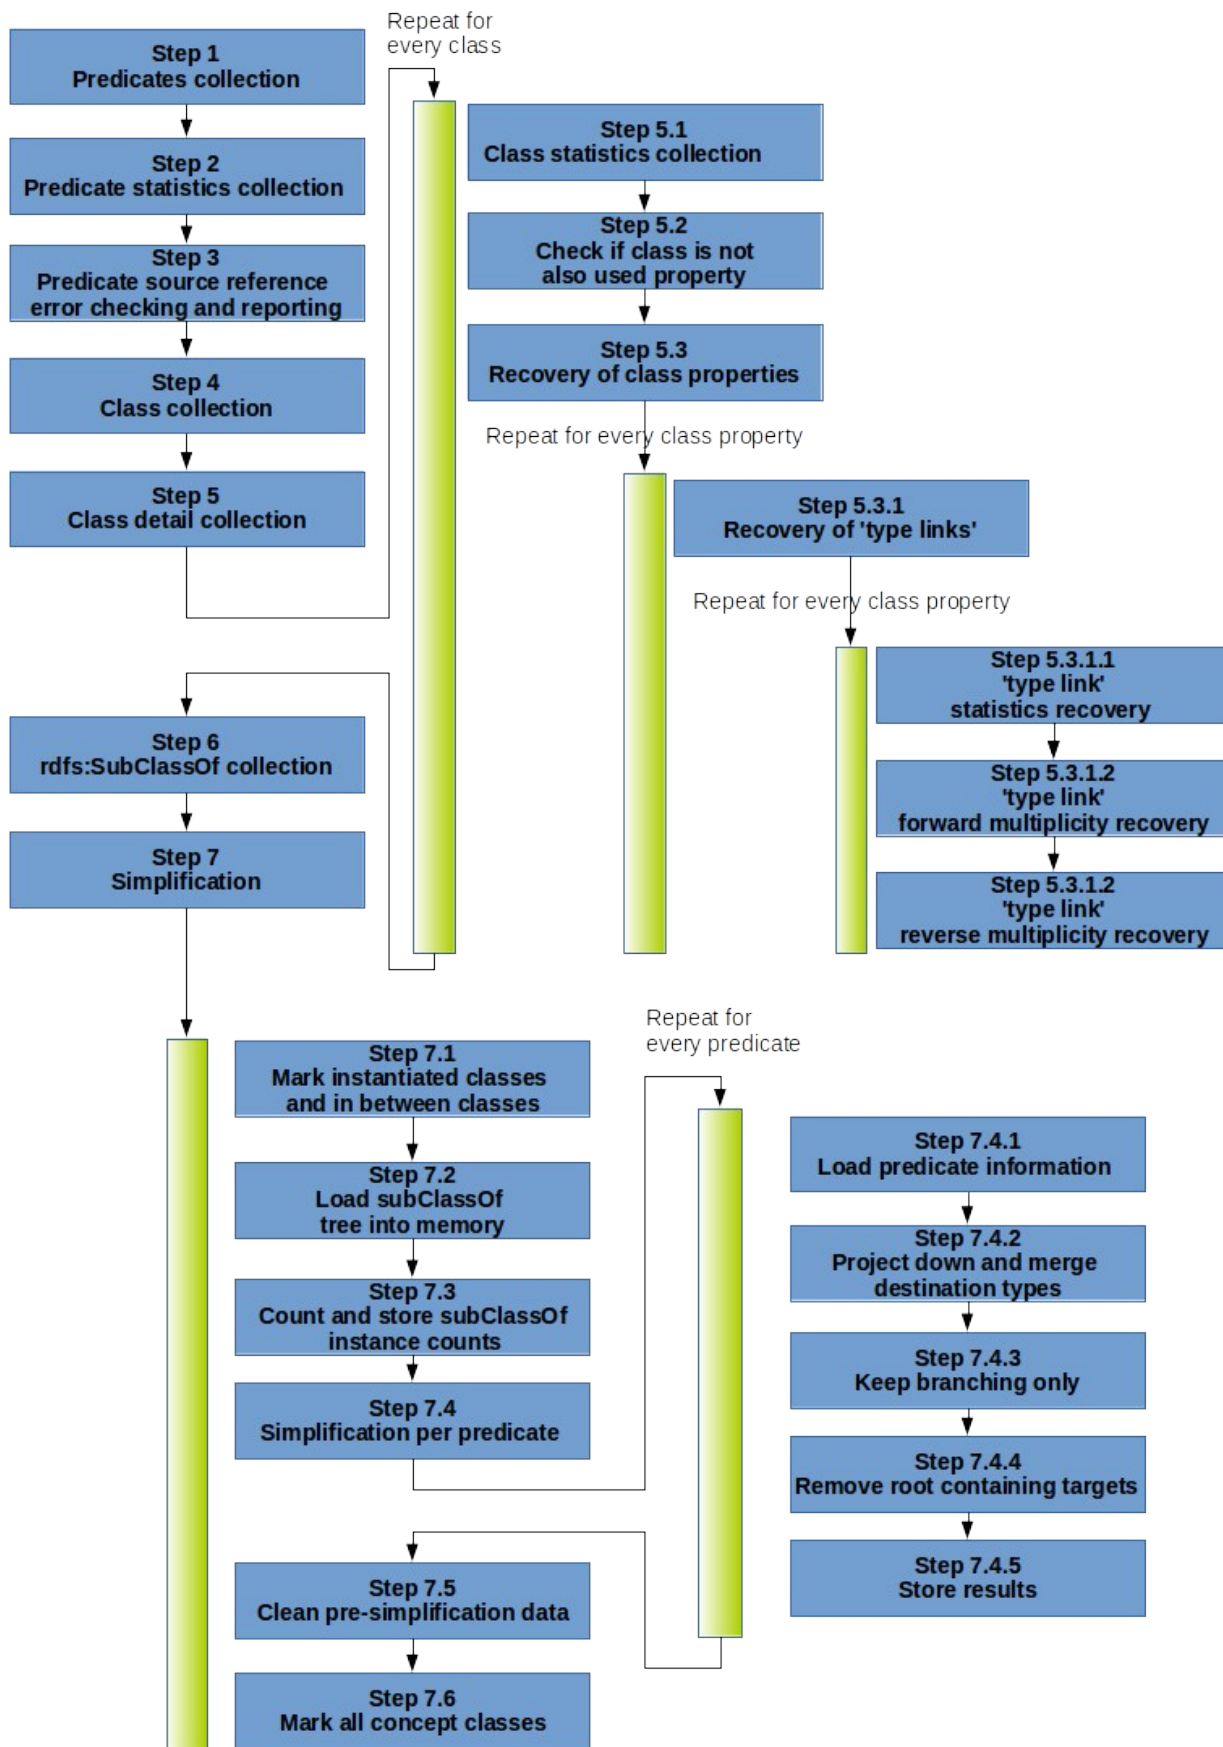 Step 1
Predicates collection
Step 2
Predicate statistics collection
Step 3
Predicate source reference
error checking and reporting
Step 4
Class collection
Step 5
Class detail collection
Repeat for
every class
Step 5.1
Class statistics collection
Step 5.2
Check if class is not
also used property
Step 5.3
Recovery of class properties
Repeat for every class property
Step 5.3.1
Recovery of 'type links'
Repeat for every class property
Step 5.3.1.1
'type link'
statistics recovery
Step 5.3.1.2
'type link'
forward multiplicity recovery
Step 5.3.1.2
'type link'
reverse multiplicity recovery
Step 6
rdfs:SubClassOf collection
Step 7
Simplification
Step 7.1
Mark instantiated classes
and in between classes
Step 7.2
Load subClassOf
tree into memory
Step 7.3
Count and store subClassOf
instance counts
Step 7.4
Simplification per predicate
Repeat for
every predicate
Step 7.4.1
Load predicate information
Step 7.4.2
Project down and merge
destination types
Step 7.4.3
Keep branching only
Step 7.4.4
Remove root containing targets
Step 7.4.5
Store results
Step 7.5
Clean pre-simplification data
Step 7.6
Mark all concept classes